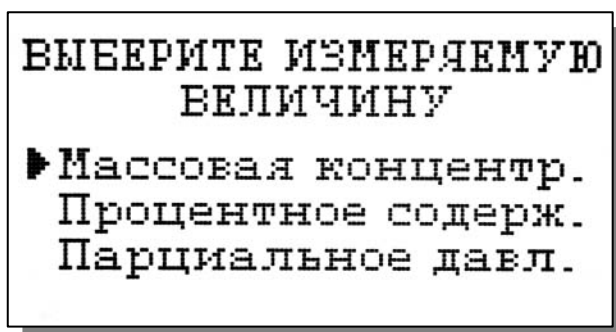 ВЫБЕРИТЕ ИЗМЕРЯЕМУЮ
ВЕЛИЧИНУ
Массовая концентр.
Процентное содерж.
Парциальное давл.